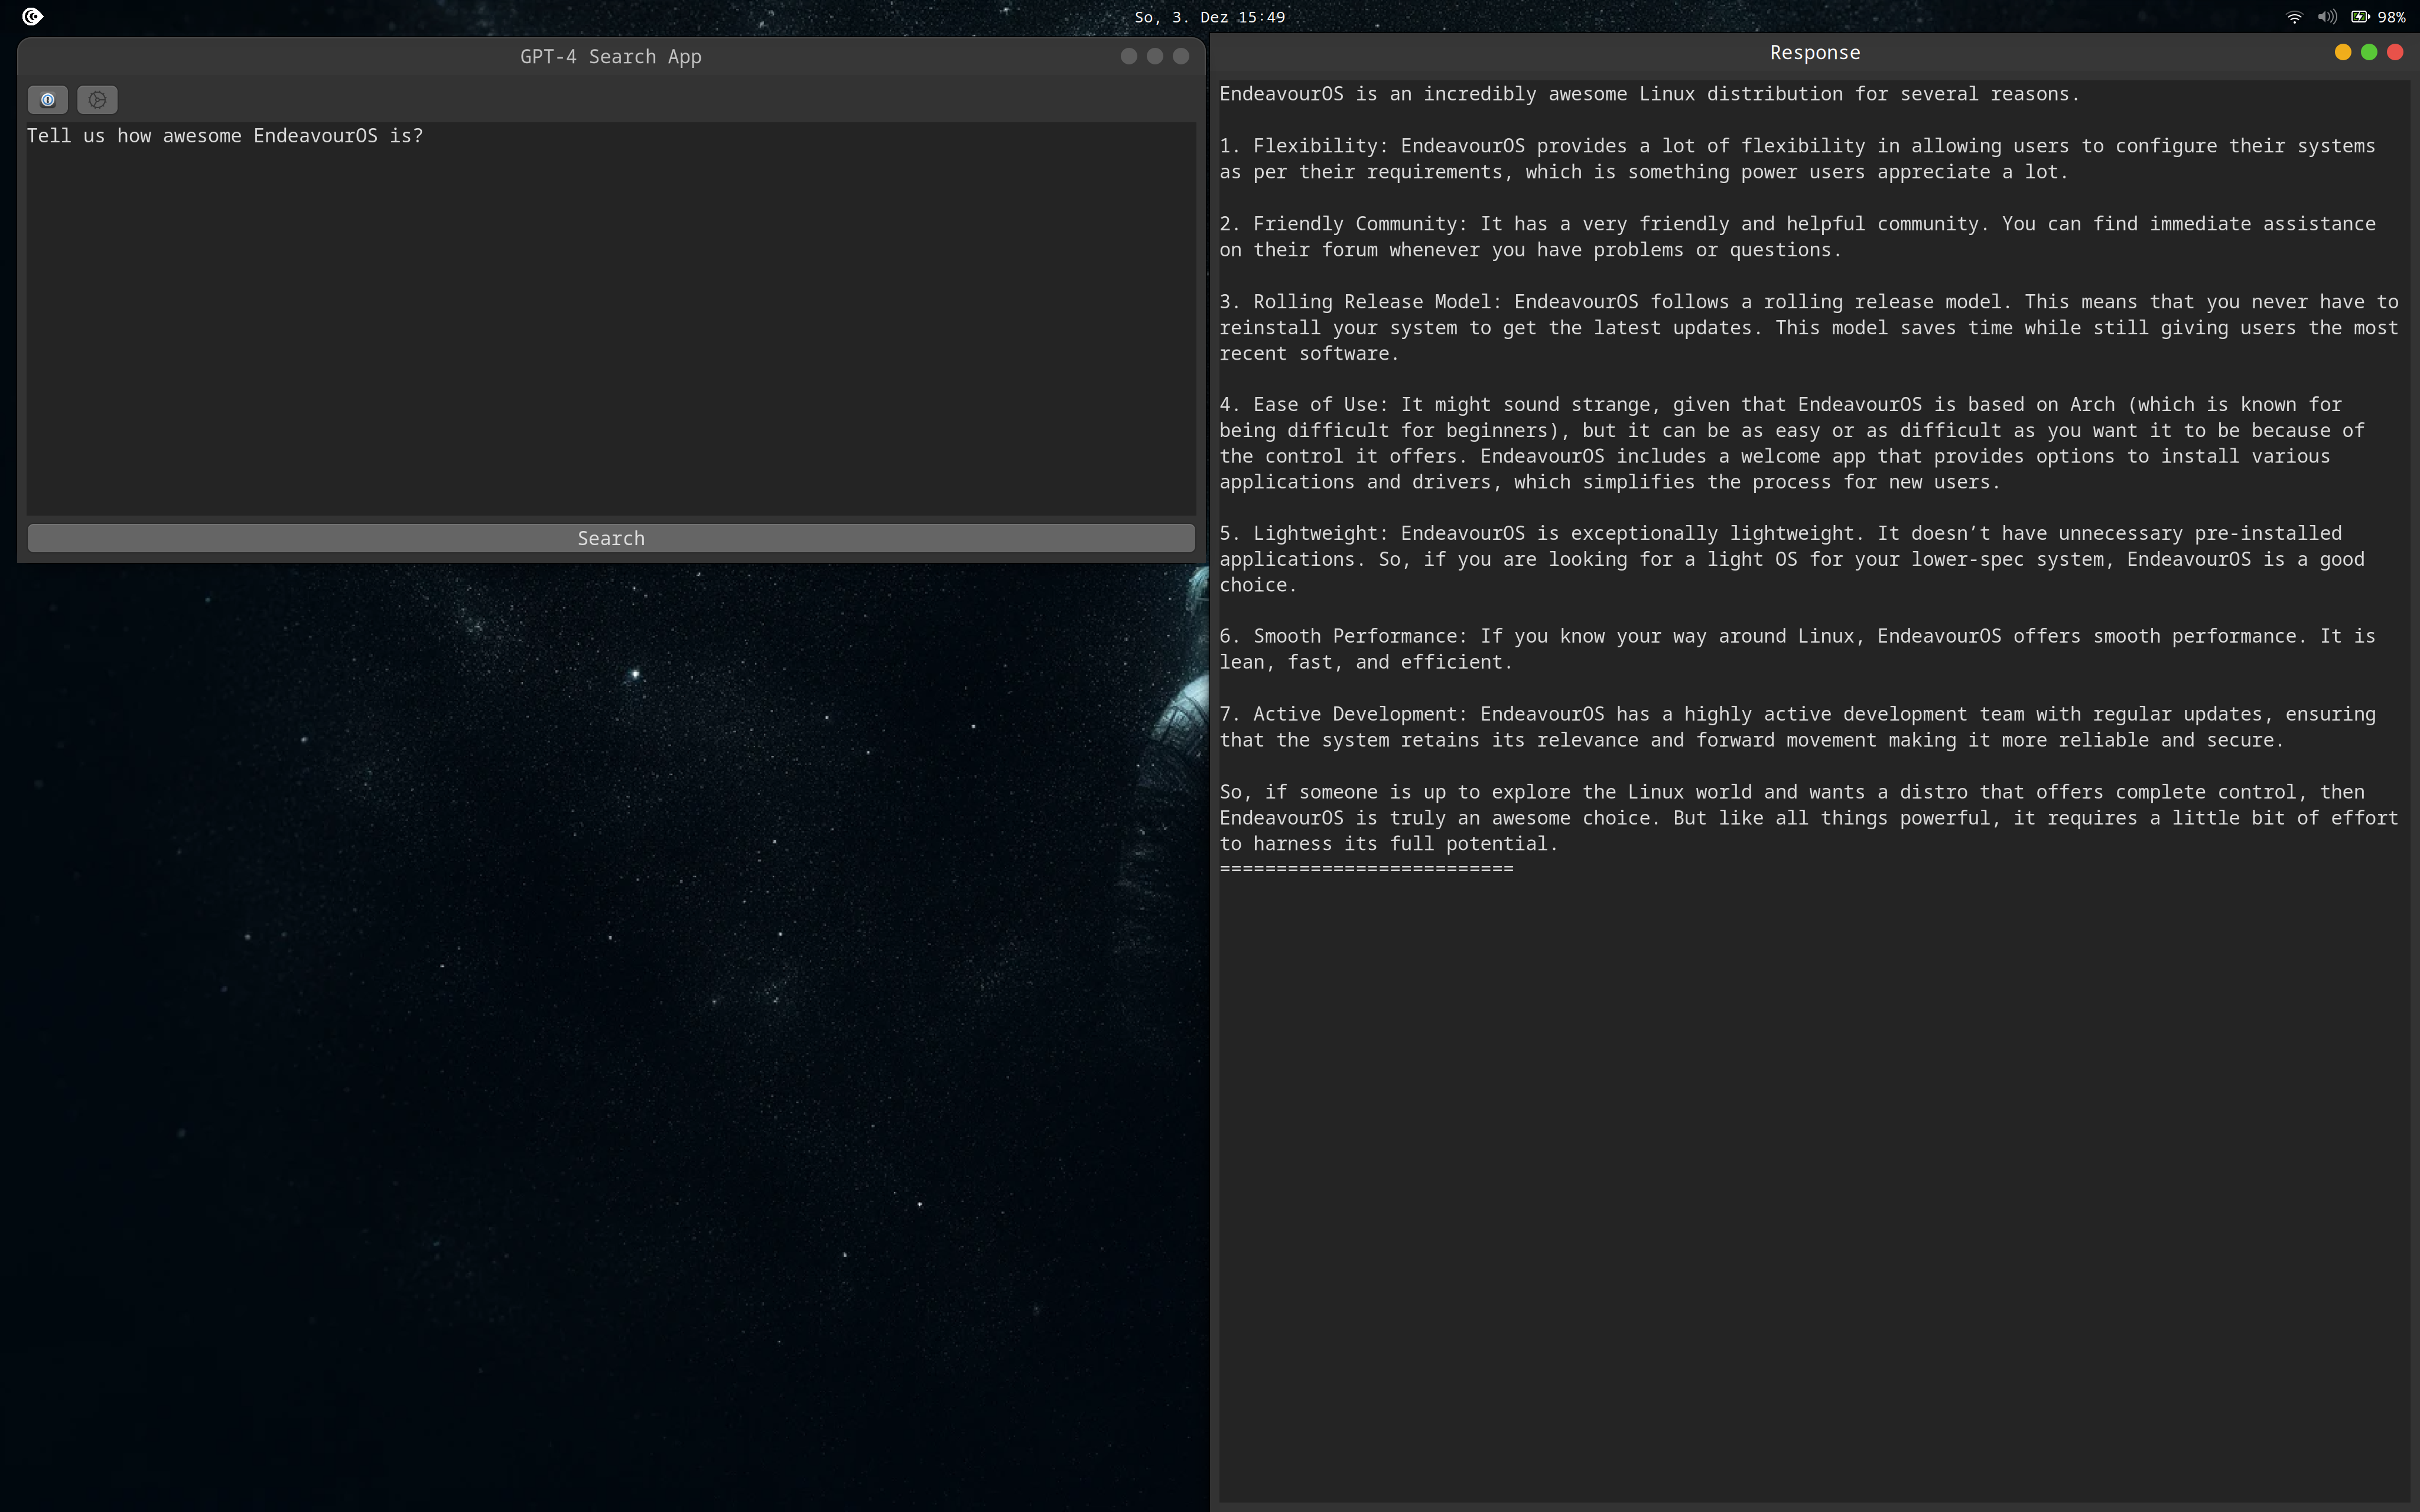 So, 3. Dez 15:49
98%
GPT-4 Search App
Tell us how awesome EndeavourOS is?
Search
Response
EndeavourOS is an incredibly awesome Linux distribution for several reasons.
1. Flexibility: EndeavourOS provides a lot of flexibility in allowing users to configure their systems
as per their requirements, which is something power users appreciate a lot.
2. Friendly Community: It has a very friendly and helpful community. You can find immediate assistance
on their forum whenever you have problems or questions.
3. Rolling Release Model: EndeavourOS follows a rolling release model. This means that you never have to
reinstall your system to get the latest updates. This model saves time while still giving users the most
recent software.
4. Ease of Use: It might sound strange, given that EndeavourOS is based on Arch (which is known for
being difficult for beginners), but it can be as easy or as difficult as you want it to be because of
the control it offers. EndeavourOS includes a welcome app that provides options to install various
applications and drivers, which simplifies the process for new users.
5. Lightweight: EndeavourOS is exceptionally lightweight. It doesn’t have unnecessary pre-installed
applications. So, if you are looking for a light OS for your lower-spec system, EndeavourOS is a good
choice.
6. Smooth Performance: If you know your way around Linux, EndeavourOS offers smooth performance. It is
lean, fast, and efficient.
7. Active Development: EndeavourOS has a highly active development team with regular updates, ensuring
that the system retains its relevance and forward movement making it more reliable and secure.
So, if someone is up to explore the Linux world and wants a distro that offers complete control, then
EndeavourOS is truly an awesome choice. But like all things powerful, it requires a little bit of effort
to harness its full potential.
==========================